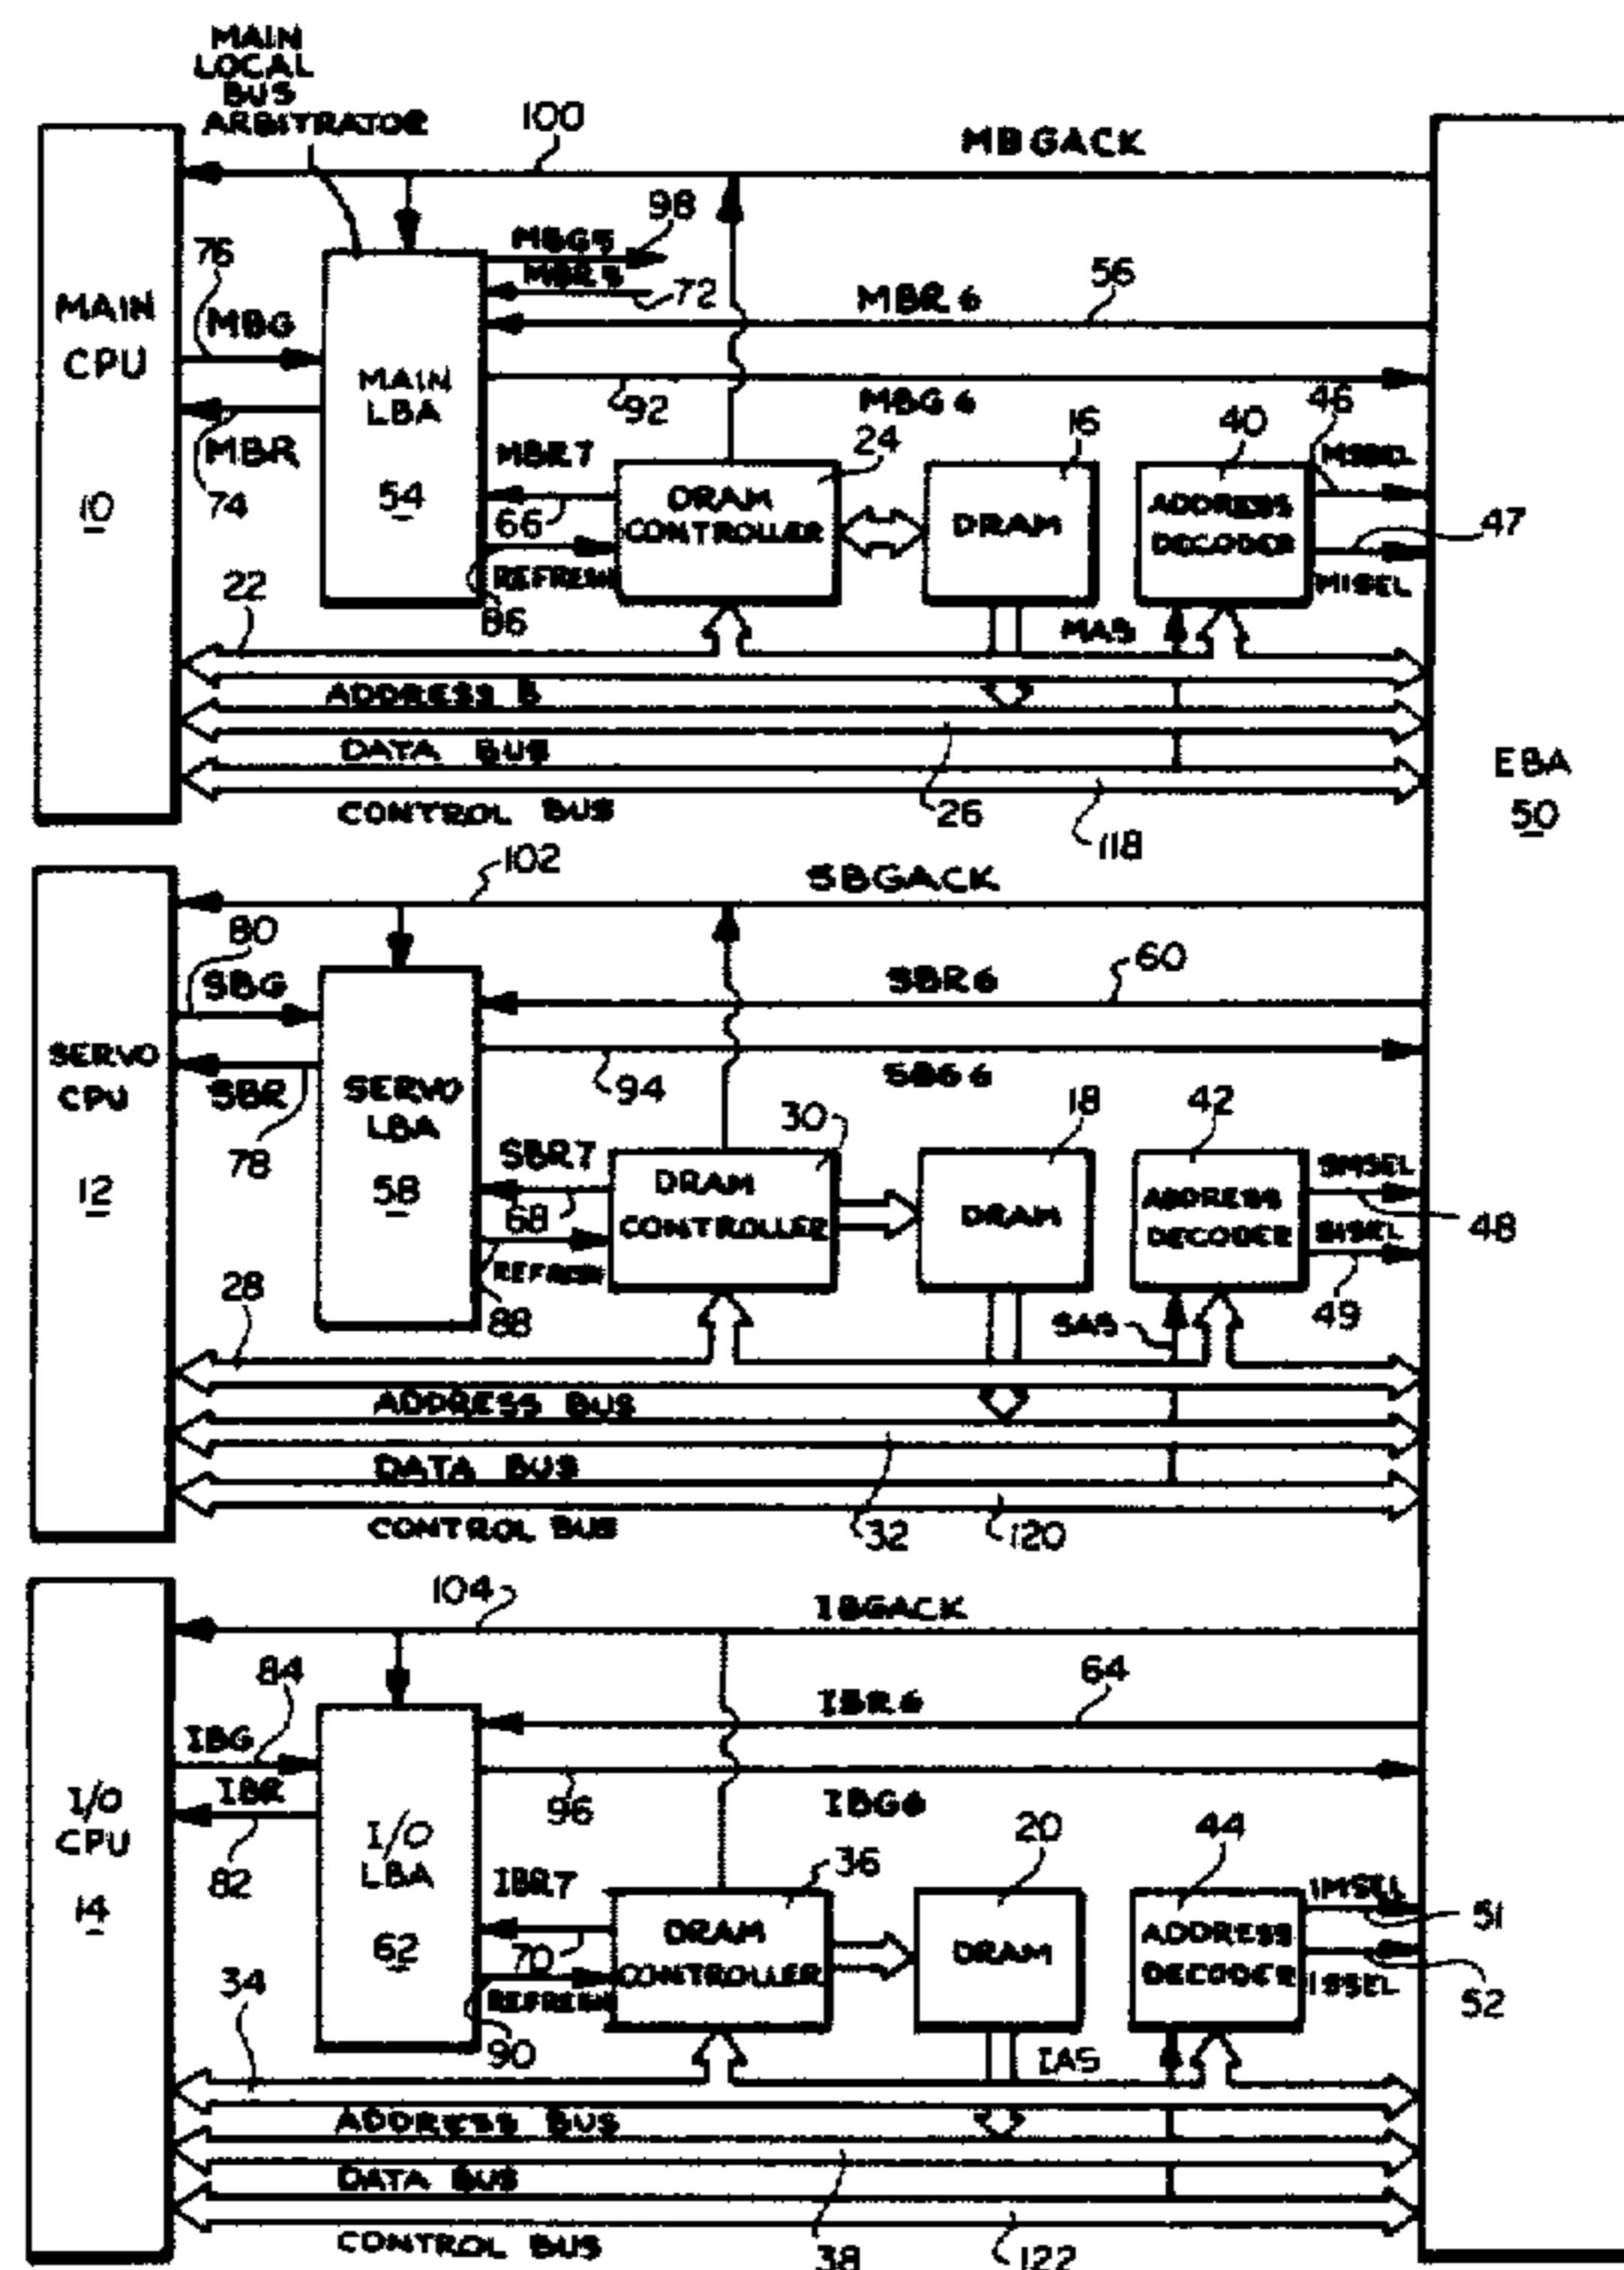 MAIN
LOCAL
BUS
ARBITRATOR
100
MBGACK
98
MBG5
MBR5
72
76
MBG
56
MBR6
MAIN
CPU
10
MAIN
LBA
54
92
MBG6
MBR
74
MBR7
66
REFRESH
86
24
DRAM
CONTROLLER
16
DRAM
40
ADDRESS
DECODER
46
MSSEL
47
MISEL
MAS
22
ADDRESS B
DATA BUS
26
CONTROL BUS
118
EBA
50
102
SBGACK
80
SBG
60
SBR6
SERVO
CPU
12
SBR
78
SERVO
LBA
58
94
SBG6
SBR7
68
REFRESH
88
30
DRAM
CONTROLLER
18
DRAM
42
ADDRESS
DECODER
SMSEL
48
SISEL
49
SAS
28
ADDRESS BUS
DATA BUS
32
CONTROL BUS
120
104
IBGACK
84
IBG
64
IBR6
I/O
CPU
14
IBR
82
I/O
LBA
62
96
IBG6
IBR7
70
REFRESH
90
36
DRAM
CONTROLLER
20
DRAM
44
ADDRESS
DECODER
IMSEL
51
ISSEL
52
IAS
34
ADDRESS BUS
DATA BUS
38
CONTROL BUS
122